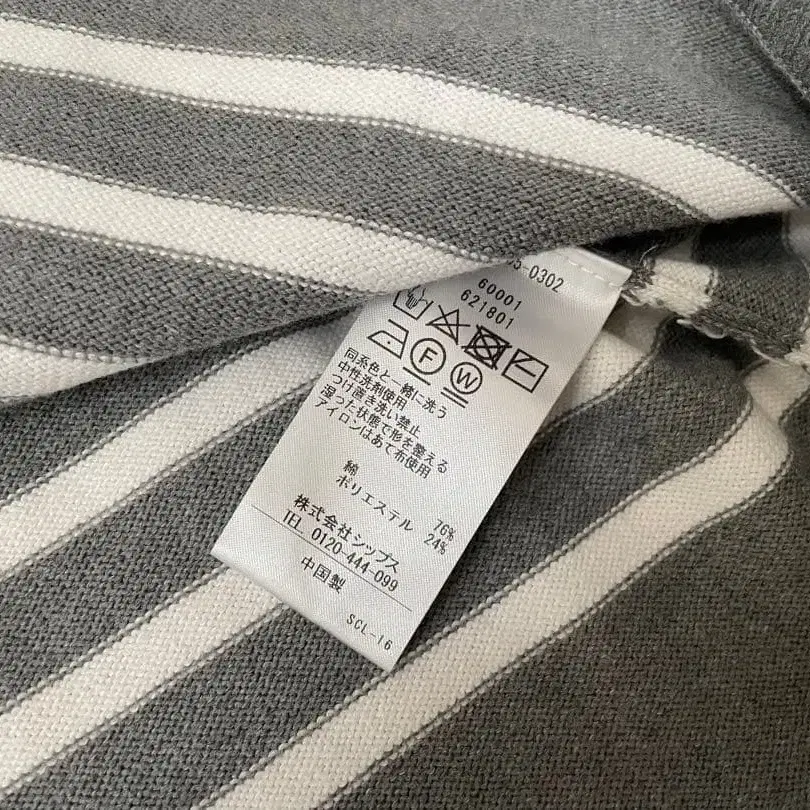 5-0302
60001
621801
F W
同系色と一緒に洗う
中性洗剤使用
つけ置き洗い禁止
湿った状態で形を整える
アイロンはあて布使用
綿 76%
ポリエステル 24%
株式会社シップス
TEL 0120-444-099
中国製
SCL-16